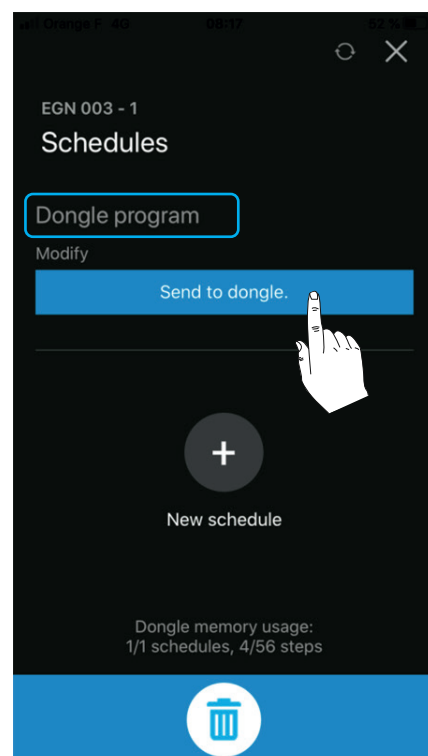 Orange F 4G 08:17 52 %
EGN 003 - 1
Schedules
Dongle program
Modify
Send to dongle.
+
New schedule
Dongle memory usage:
1/1 schedules, 4/56 steps